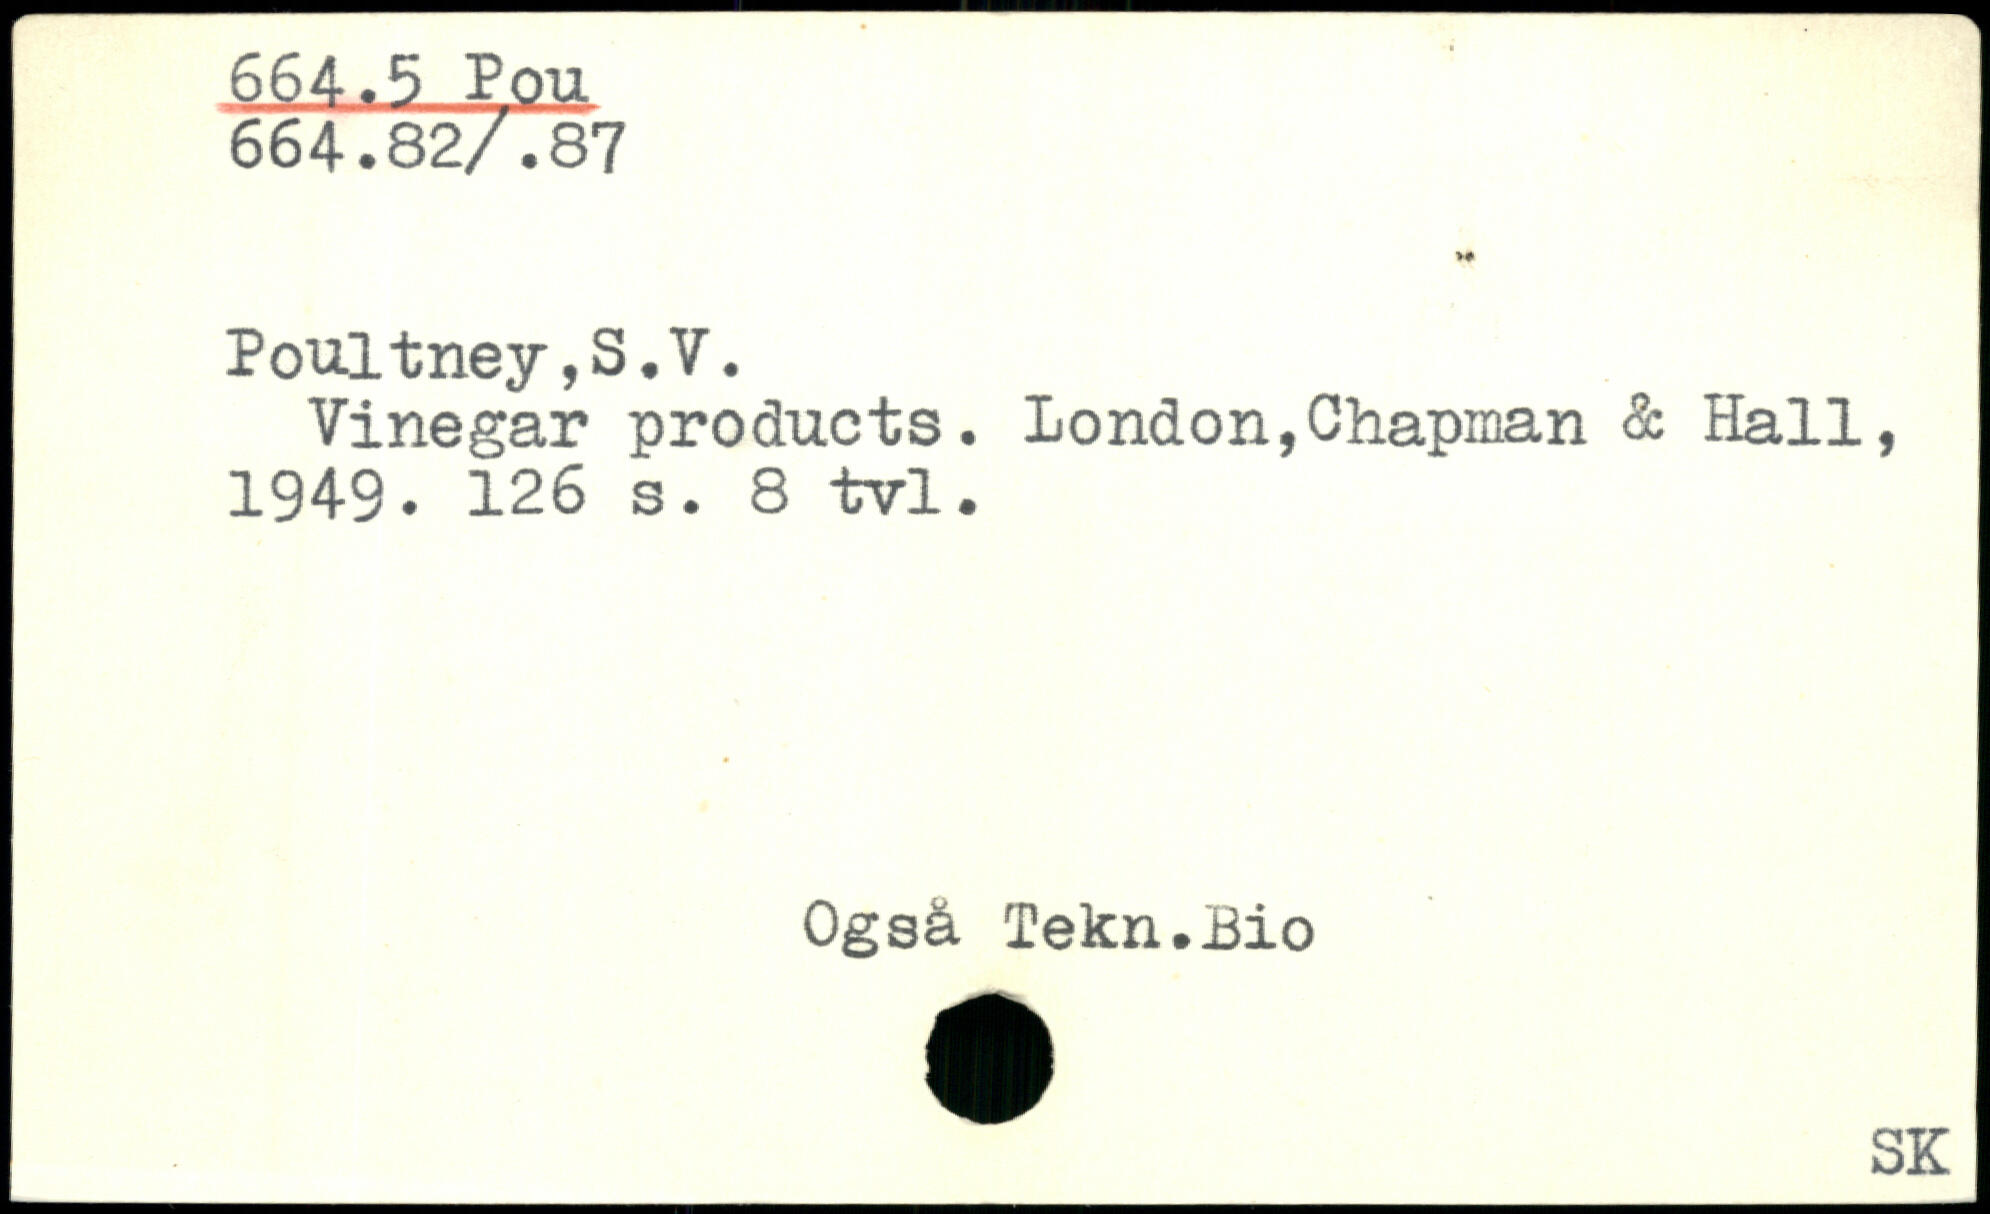 664.5 Pou
664.82/.87
Poultney,S.V.
Vinegar products. London,Chapman & Hall,
1949. 126 s. 8 tvl.
Også Tekn.Bio
SK